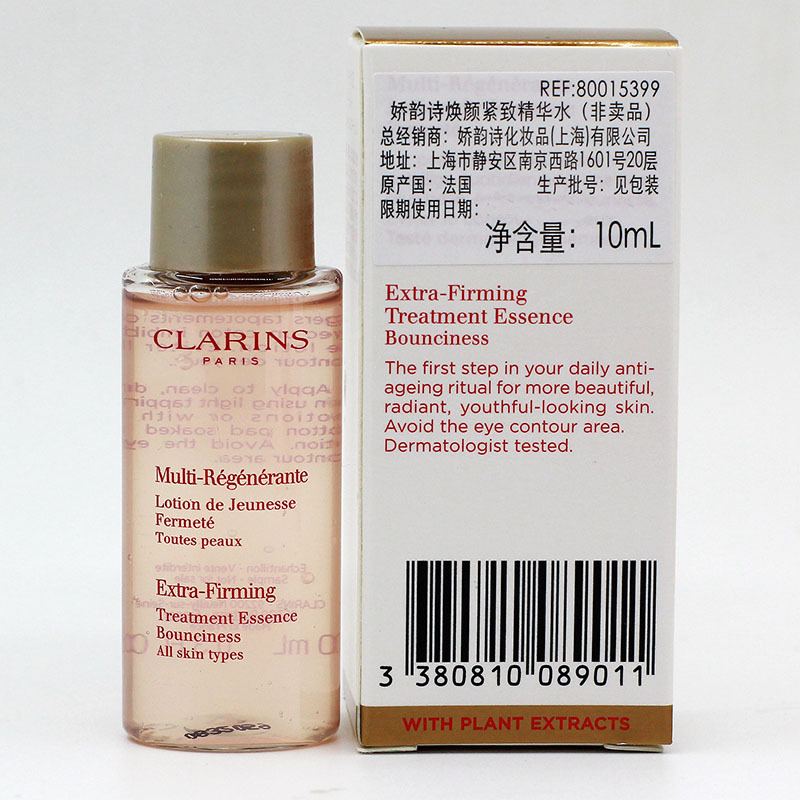 CLARINS
PARIS
Multi-Régénérante
Lotion de Jeunesse
Fermeté
Toutes peaux
Extra-Firming
Treatment Essence
Bounciness
All skin types
REF:80015399
娇韵诗焕颜紧致精华水（非卖品）
总经销商：娇韵诗化妆品(上海)有限公司
地址：上海市静安区南京西路1601号20层
原产国：法国 生产批号：见包装
限期使用日期：
净含量：10mL
Extra-Firming
Treatment Essence
Bounciness
The first step in your daily anti-
ageing ritual for more beautiful,
radiant, youthful-looking skin.
Avoid the eye contour area.
Dermatologist tested.
3 380810 089011
WITH PLANT EXTRACTS